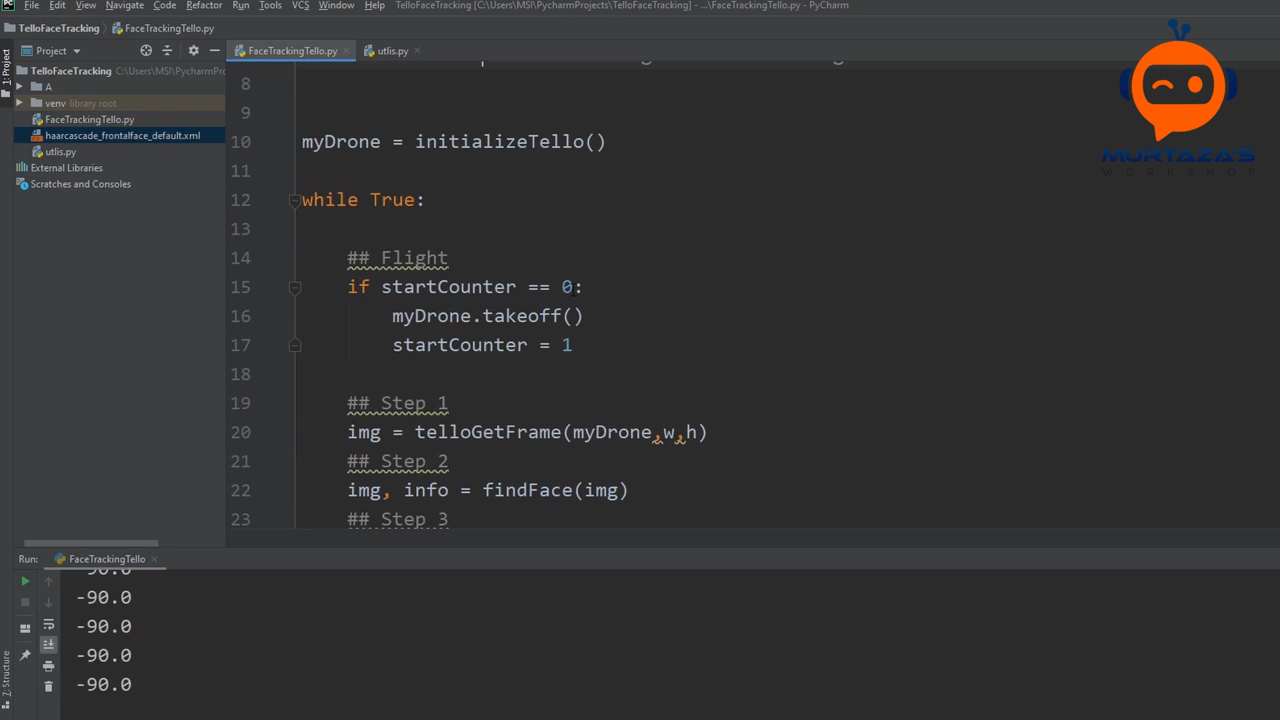 File Edit View Navigate Code Refactor Run Tools VCS Window Help TelloFaceTracking [C:\Users\MSI\PycharmProjects\TelloFaceTracking] - ...\FaceTrackingTello.py - PyCharm
TelloFaceTracking FaceTrackingTello.py
Project FaceTrackingTello.py utlis.py
1: Project
TelloFaceTracking C:\Users\MSI\PycharmProjects
A
venv library root
FaceTrackingTello.py
haarcascade_frontalface_default.xml
utlis.py
External Libraries
Scratches and Consoles
8
9
10 myDrone = initializeTello()
11
12 while True:
13
14 ## Flight
15 if startCounter == 0:
16 myDrone.takeoff()
17 startCounter = 1
18
19 ## Step 1
20 img = telloGetFrame(myDrone,w,h)
21 ## Step 2
22 img, info = findFace(img)
23 ## Step 3
MURTAZA'S
WORKSHOP
Run: FaceTrackingTello
-90.0
-90.0
-90.0
-90.0
-90.0
Z: Structure